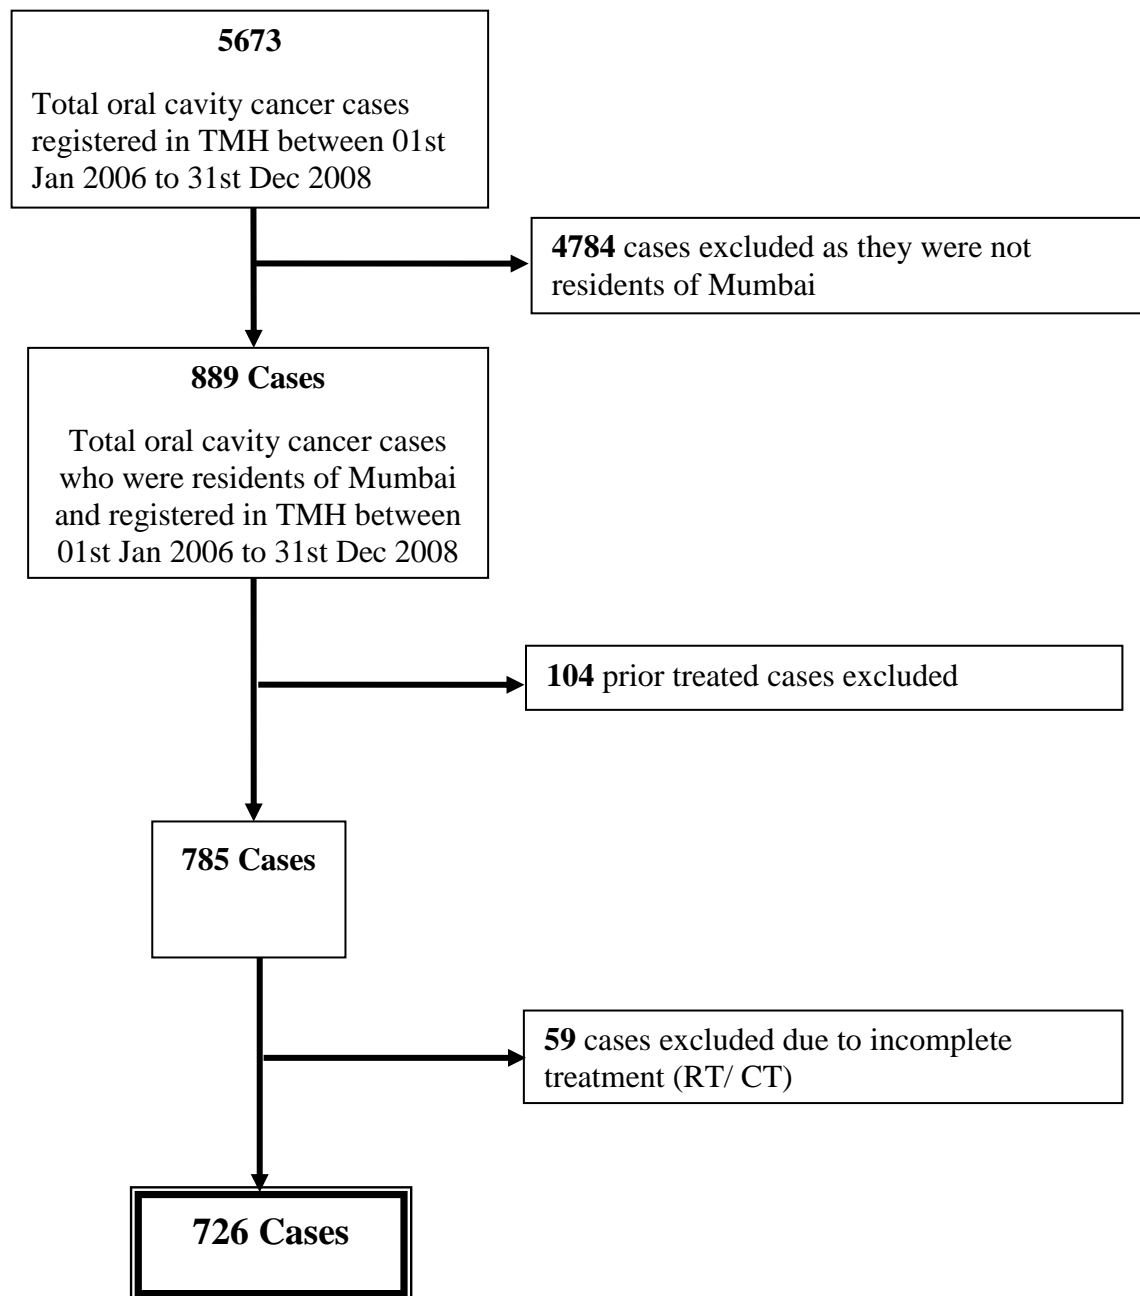 5673
Total oral cavity cancer cases
registered in TMH between 01st
Jan 2006 to 31st Dec 2008
4784 cases excluded as they were not
residents of Mumbai
889 Cases
Total oral cavity cancer cases
who were residents of Mumbai
and registered in TMH between
01st Jan 2006 to 31st Dec 2008
104 prior treated cases excluded
785 Cases
59 cases excluded due to incomplete
treatment (RT/ CT)
726 Cases